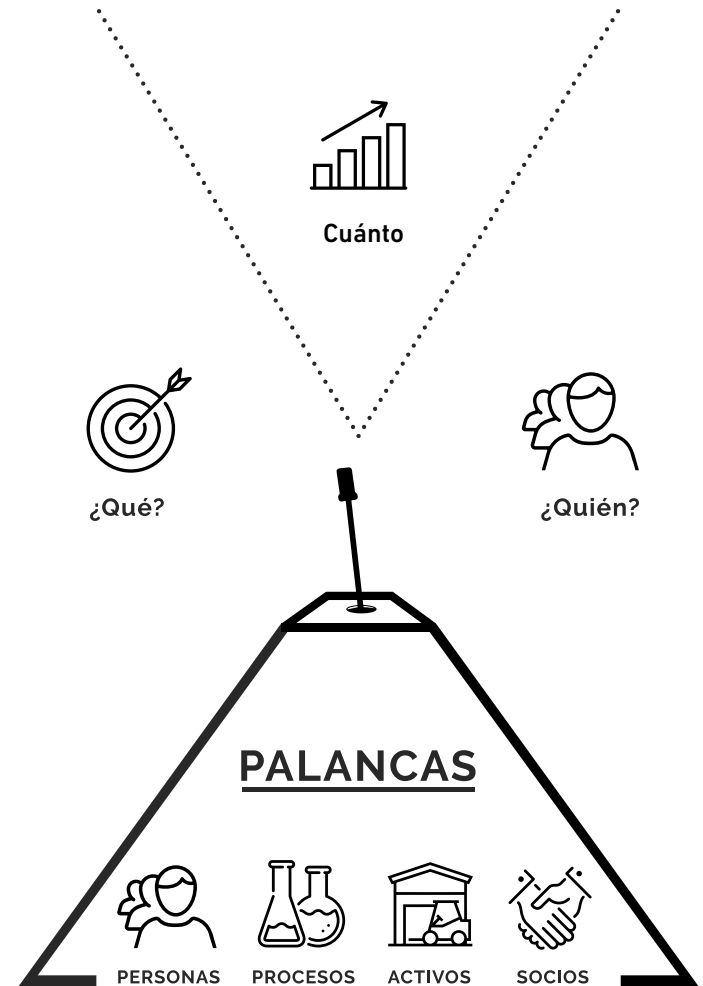 Cuánto
¿Qué?
¿Quién?
PALANCAS
PERSONAS
PROCESOS
ACTIVOS
SOCIOS